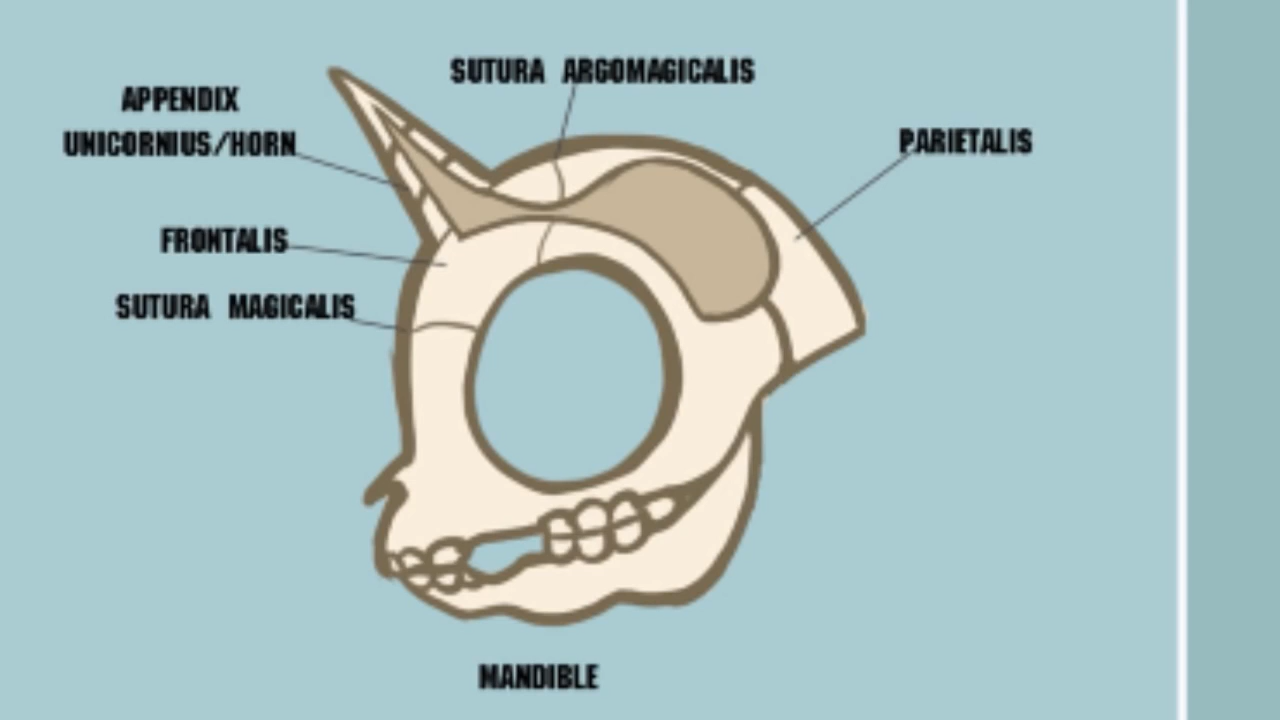 SUTURA ARGOMAGICALIS
APPENDIX
UNICORNIUS/HORN
PARIETALIS
FRONTALIS
SUTURA MAGICALIS
MANDIBLE